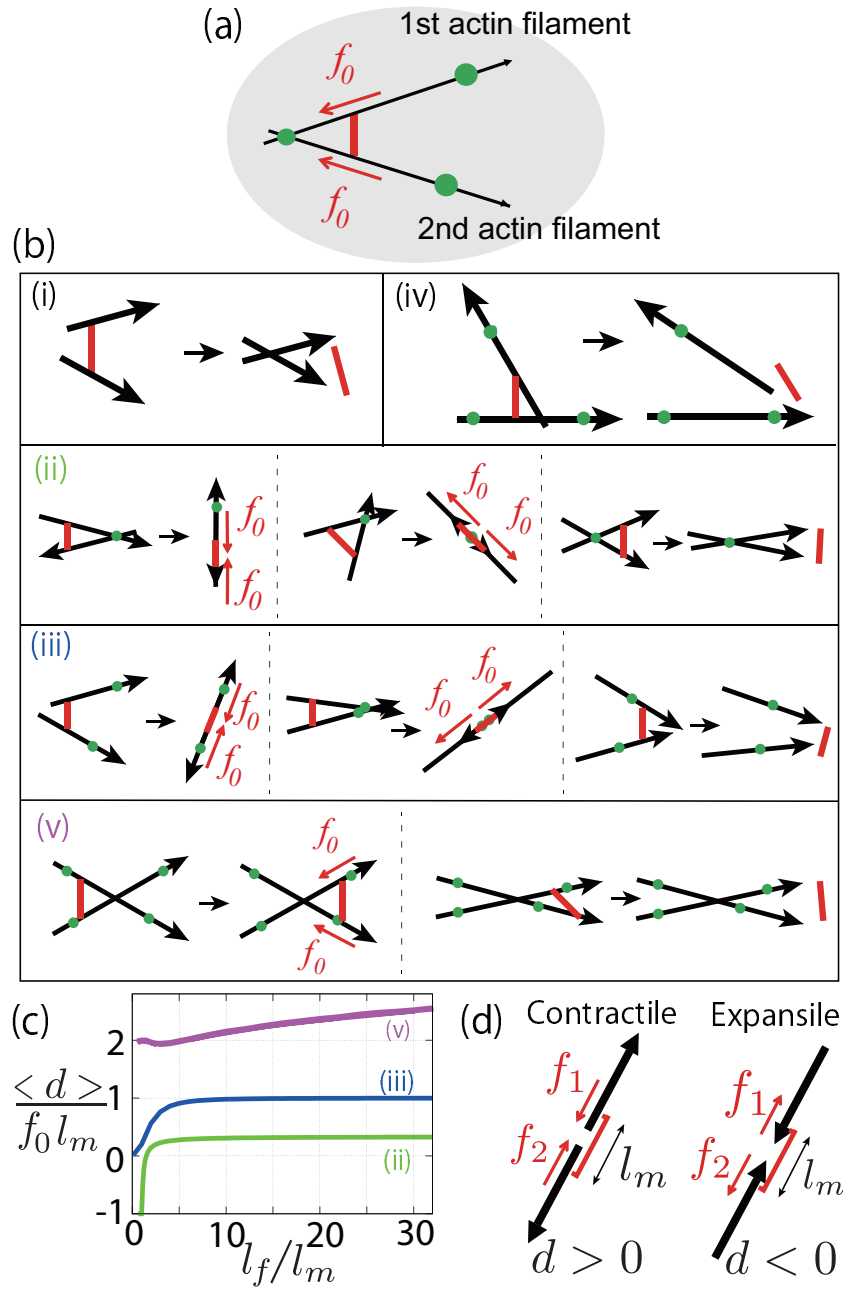 (a)
1st actin filament
f0
f0
2nd actin filament
(b)
(i)
(iv)
(ii)
f0
f0
f0
f0
(iii)
f0
f0
f0
f0
(v)
f0
f0
(c)
<d>
f0 lm
2
1
0
-1
(v)
(iii)
(ii)
0
10
20
30
lf/lm
(d)
Contractile
Expansile
f1
f2
lm
d > 0
f1
f2
lm
d < 0